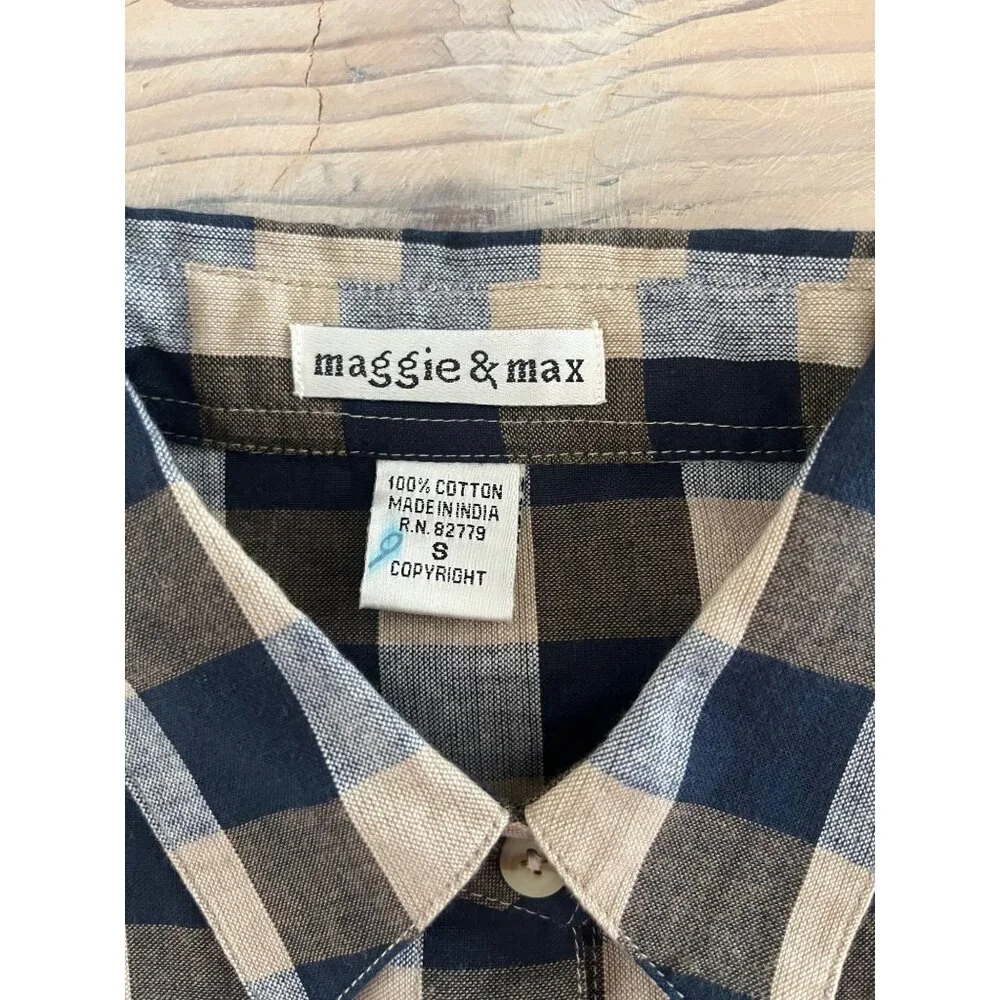 maggie & max
100% COTTON
MADE IN INDIA
R.N. 82779
S
COPYRIGHT